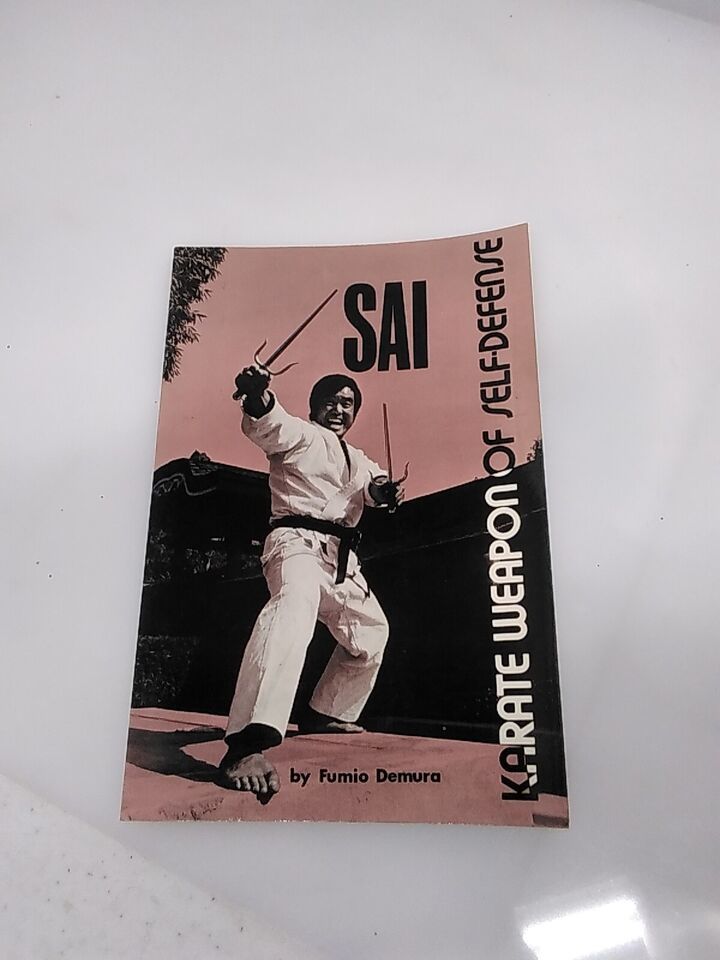 SAI
KARATE WEAPON OF SELF-DEFENSE
by Fumio Demura